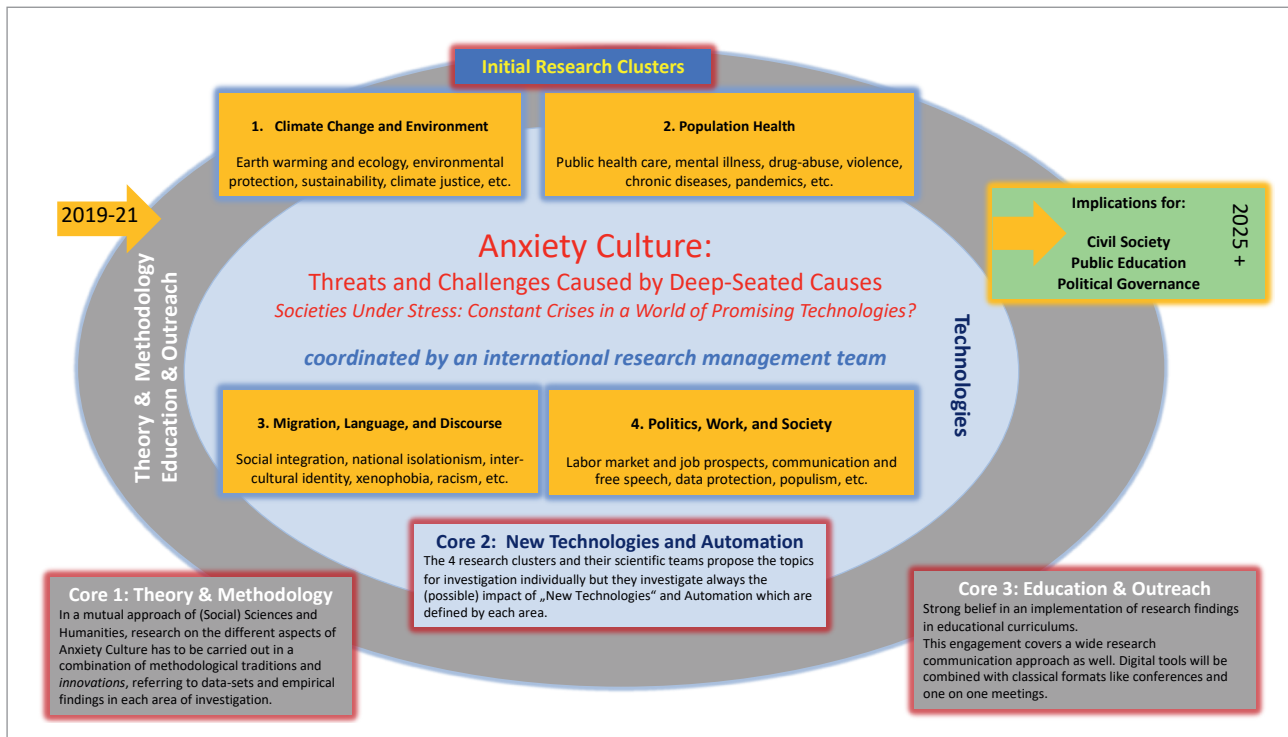 Initial Research Clusters
1. Climate Change and Environment
Earth warming and ecology, environmental
protection, sustainability, climate justice, etc.
2. Population Health
Public health care, mental illness, drug-abuse, violence,
chronic diseases, pandemics, etc.
2019-21
Implications for:
Civil Society
Public Education
Political Governance
2025 +
Theory & Methodology
Education & Outreach
Anxiety Culture:
Threats and Challenges Caused by Deep-Seated Causes
Societies Under Stress: Constant Crises in a World of Promising Technologies?
coordinated by an international research management team
Technologies
3. Migration, Language, and Discourse
Social integration, national isolationism, inter-
cultural identity, xenophobia, racism, etc.
4. Politics, Work, and Society
Labor market and job prospects, communication and
free speech, data protection, populism, etc.
Core 2: New Technologies and Automation
The 4 research clusters and their scientific teams propose the topics
for investigation individually but they investigate always the
(possible) impact of „New Technologies“ and Automation which are
defined by each area.
Core 1: Theory & Methodology
In a mutual approach of (Social) Sciences and
Humanities, research on the different aspects of
Anxiety Culture has to be carried out in a
combination of methodological traditions and
innovations, referring to data-sets and empirical
findings in each area of investigation.
Core 3: Education & Outreach
Strong belief in an implementation of research findings
in educational curriculums.
This engagement covers a wide research
communication approach as well. Digital tools will be
combined with classical formats like conferences and
one on one meetings.